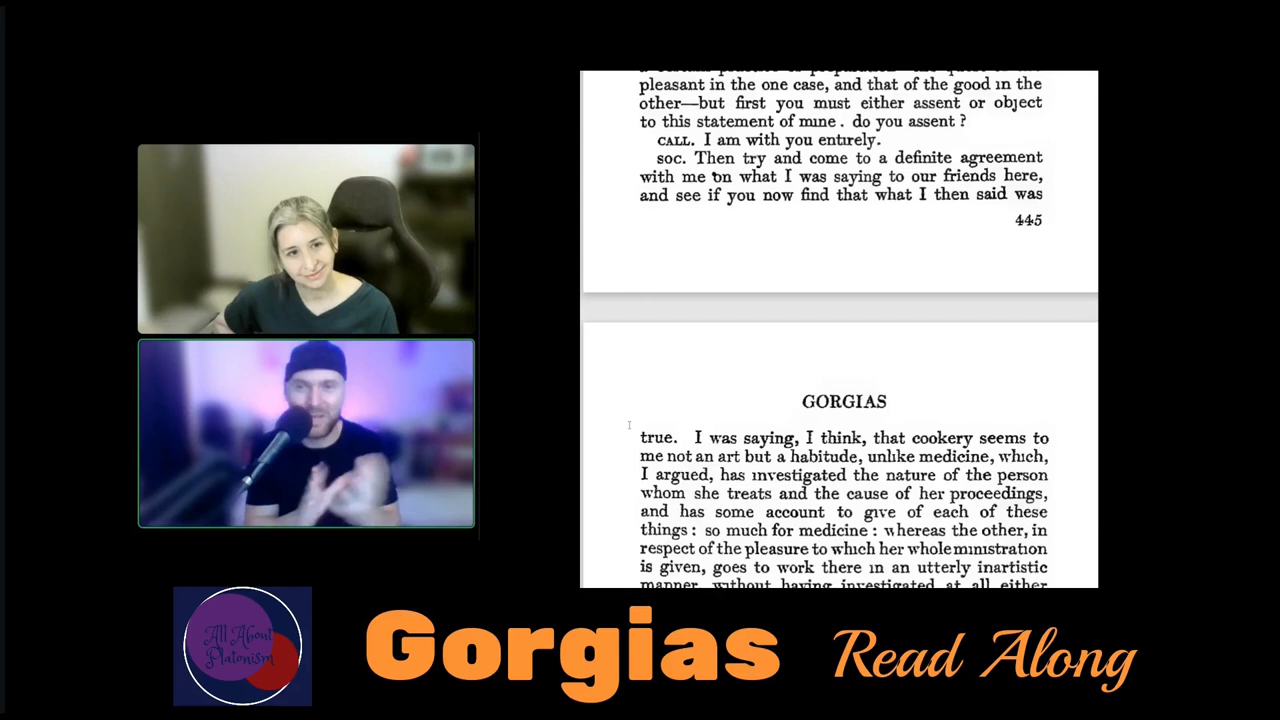 pleasant in the one case, and that of the good in the
other—but first you must either assent or object
to this statement of mine. do you assent ?
CALL. I am with you entirely.
SOC. Then try and come to a definite agreement
with me on what I was saying to our friends here,
and see if you now find that what I then said was
445
GORGIAS
true. I was saying, I think, that cookery seems to
me not an art but a habitude, unlike medicine, which,
I argued, has investigated the nature of the person
whom she treats and the cause of her proceedings,
and has some account to give of each of these
things : so much for medicine : whereas the other, in
respect of the pleasure to which her whole ministration
is given, goes to work there in an utterly inartistic
manner, without having investigated at all either
All About
Platonism
Gorgias Read Along